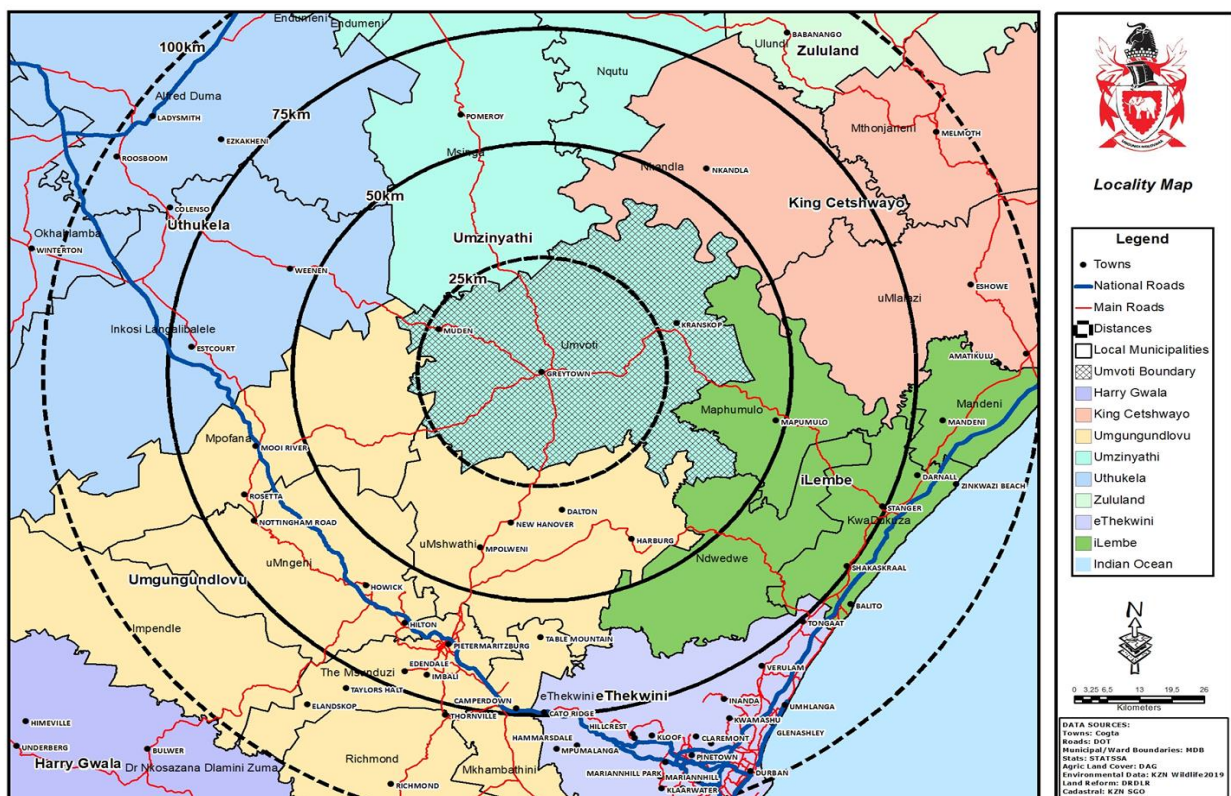 Endumeni
Endumeni
BABANANGO
Ulundi
Zululand
100km
Nqutu
Alfred Duma
LADYSMITH
75km
POMEROY
EZKAKHENI
Mthonjaneni
MELMOTH
ROOSBOOM
Msinga
Nkandla
NKANDLA
50km
King Cetshwayo
COLENSO
Uthukela
Okhahlamba
WINTERTON
Umzinyathi
WEENEN
25km
ESHOWE
uMlalazi
Inkosi Langalibalele
MUDEN
KRANSKOP
Umvoti
ESTCOURT
AMATIKULU
GREYTOWN
Mandeni
Maphumulo
MAPUMULO
MANDENI
Mpofana
MOOI RIVER
iLembe
DARNALL
ZINKWAZI BEACH
ROSETTA
DALTON
STANGER
NOTTINGHAM ROAD
NEW HANOVER
KwaDukuza
uMshwathi
MPOLWENI
HARBURG
Ndwedwe
uMngeni
SHAKASKRAAL
Umgungundlovu
HOWICK
BALITO
Impendle
HILTON
TONGAAT
TABLE MOUNTAIN
PIETERMARITZBURG
EDENDALE
The Msunduzi
IMBALI
VERULAM
TAYLORS HALT
eThekwini
eThekwini
ELANDSKOP
CAMPERDOWN
INANDA
UMHLANGA
THORNVILLE
CATO RIDGE
KWAMASHU
HIMEVILLE
HILLCREST
GLENASHLEY
KLOOF
CLAREMONT
HAMMARSDALE
UNDERBERG
BULWER
MPUMALANGA
PINETOWN
Harry Gwala
Dr Nkosazana Dlamini Zuma
Richmond
Mkhambathini
MARIANNHILL PARK
MARIANNHILL
DURBAN
RICHMOND
KLAARWATER
Locality Map
Legend
Towns
National Roads
Main Roads
Distances
Local Municipalities
Umvoti Boundary
Harry Gwala
King Cetshwayo
Umgungundlovu
Umzinyathi
Uthukela
Zululand
eThekwini
iLembe
Indian Ocean
N
0 3.25 6.5 13 19.5 26
Kilometers
DATA SOURCES:
Towns: Cogta
Roads: DOT
Municipal/Ward Boundaries: MDB
Stats: STATSSA
Agric Land Cover: DAG
Environmental Data: KZN Wildlife2019
Land Reform: DRDLR
Cadastral: KZN SGO